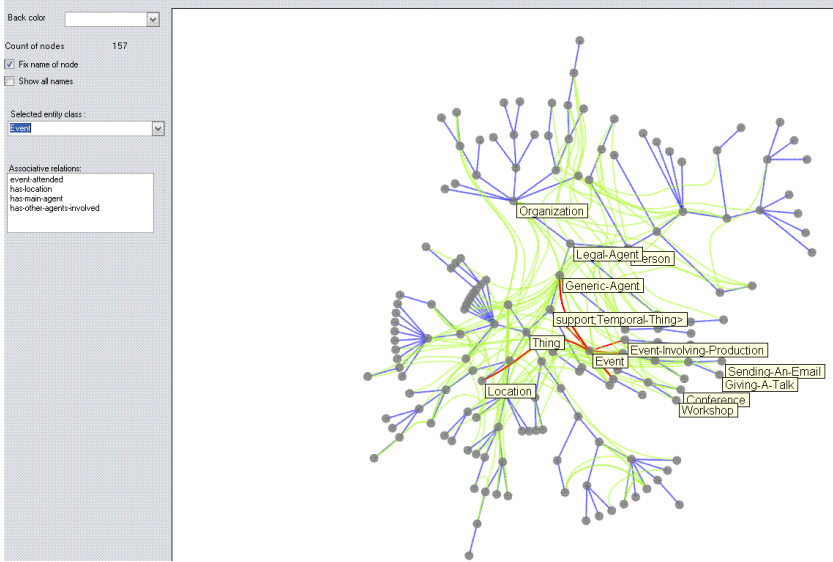 Back color
Count of nodes 157
Fix name of node
Show all names
Selected entity class :
Event
Associative relations:
event-attended
has-location
has-main-agent
has-other-agents-involved
Organization
Legal-Agent
Person
Generic-Agent
support;Temporal-Thing>
Thing
Event-Involving-Production
Event
Sending-An-Email
Giving-A-Talk
Location
Conference
Workshop